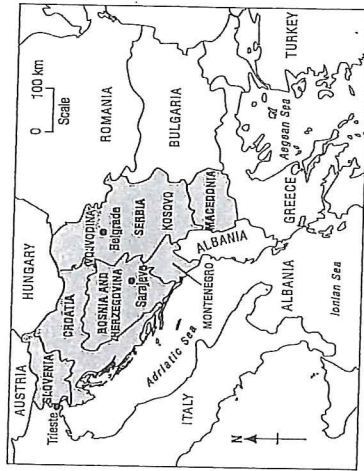 AUSTRIA
HUNGARY
0 100 km
Scale
SLOVENIA
Trieste
CROATIA
VOJVODINA
ROMANIA
Belgrade
BOSNIA AND
HERZEGOVINA
SERBIA
Sarajevo
BULGARIA
KOSOVO
MONTENEGRO
MACEDONIA
Adriatic Sea
ALBANIA
ITALY
GREECE
Aegean Sea
TURKEY
ALBANIA
Ionian Sea
N